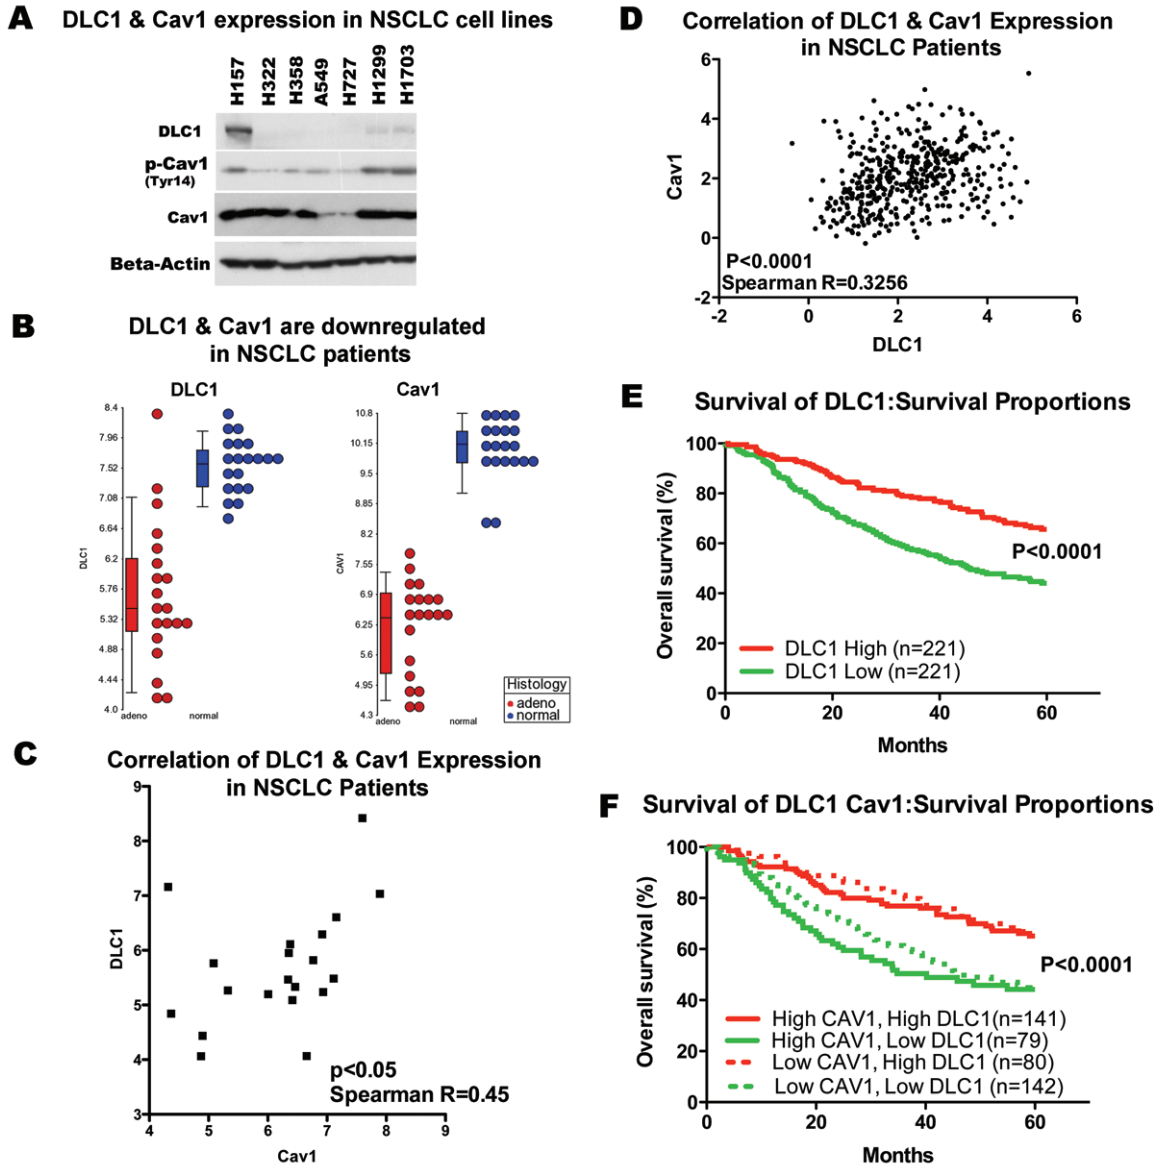 A
DLC1 & Cav1 expression in NSCLC cell lines
H157
H322
H358
A549
H727
H1299
H1703
DLC1
p-Cav1
(Tyr14)
Cav1
Beta-Actin
B
DLC1 & Cav1 are downregulated
in NSCLC patients
DLC1
8.4
7.96
7.52
7.08
6.64
6.2
5.76
5.32
4.88
4.44
4.0
DLC1
adeno
normal
Cav1
10.8
10.15
9.5
8.85
8.2
7.55
6.9
6.25
5.6
4.95
4.3
CAV1
adeno
normal
Histology
adeno
normal
C
Correlation of DLC1 & Cav1 Expression
in NSCLC Patients
9
8
7
6
5
4
3
DLC1
p<0.05
Spearman R=0.45
4 5 6 7 8 9
Cav1
D
Correlation of DLC1 & Cav1 Expression
in NSCLC Patients
6
4
2
0
-2
Cav1
P<0.0001
Spearman R=0.3256
-2 0 2 4 6
DLC1
E
Survival of DLC1:Survival Proportions
100
80
60
40
20
0
Overall survival (%)
P<0.0001
DLC1 High (n=221)
DLC1 Low (n=221)
0 20 40 60
Months
F
Survival of DLC1 Cav1:Survival Proportions
100
80
60
40
20
0
Overall survival (%)
P<0.0001
High CAV1, High DLC1(n=141)
High CAV1, Low DLC1(n=79)
Low CAV1, High DLC1 (n=80)
Low CAV1, Low DLC1 (n=142)
0 20 40 60
Months